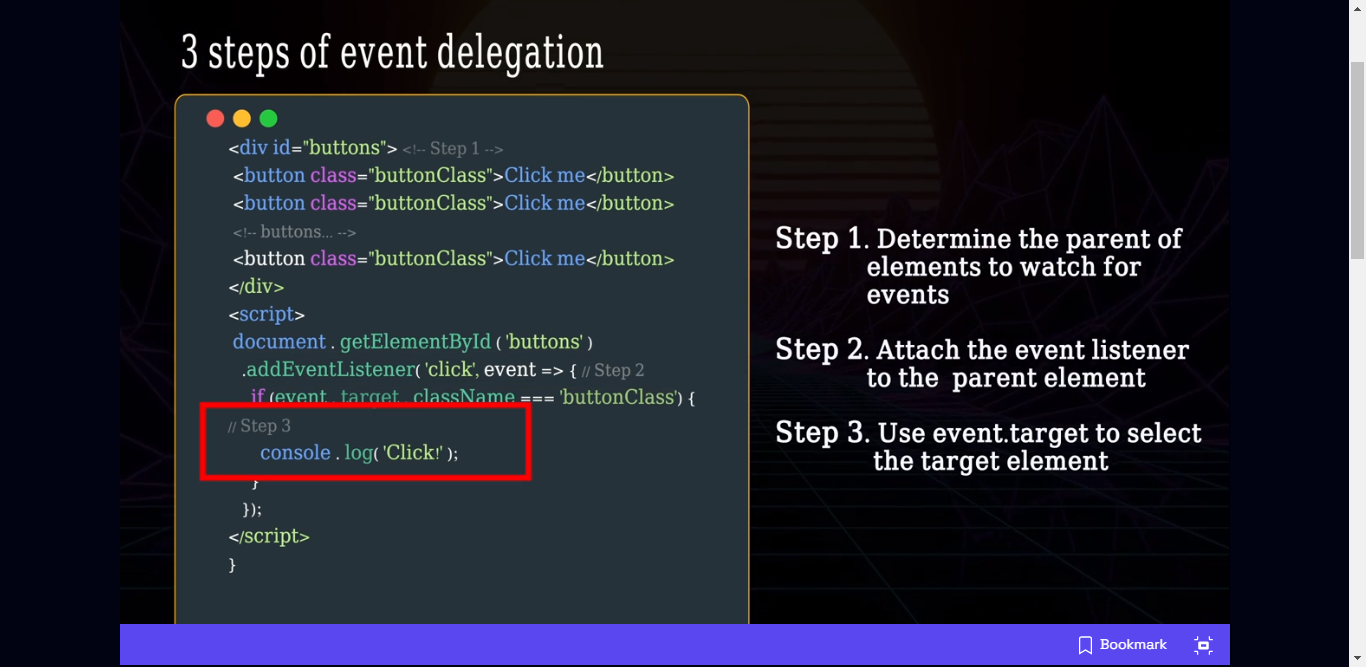 3 steps of event delegation
<div id="buttons"> <!-- Step 1 -->
<button class="buttonClass">Click me</button>
<button class="buttonClass">Click me</button>
<!-- buttons... -->
<button class="buttonClass">Click me</button>
</div>
<script>
document . getElementById ( 'buttons' )
.addEventListener( 'click', event => { // Step 2
if (event . target . className === 'buttonClass') {
// Step 3
console . log( 'Click!' );
}
});
</script>
}
Step 1. Determine the parent of
elements to watch for
events
Step 2. Attach the event listener
to the parent element
Step 3. Use event.target to select
the target element
Bookmark